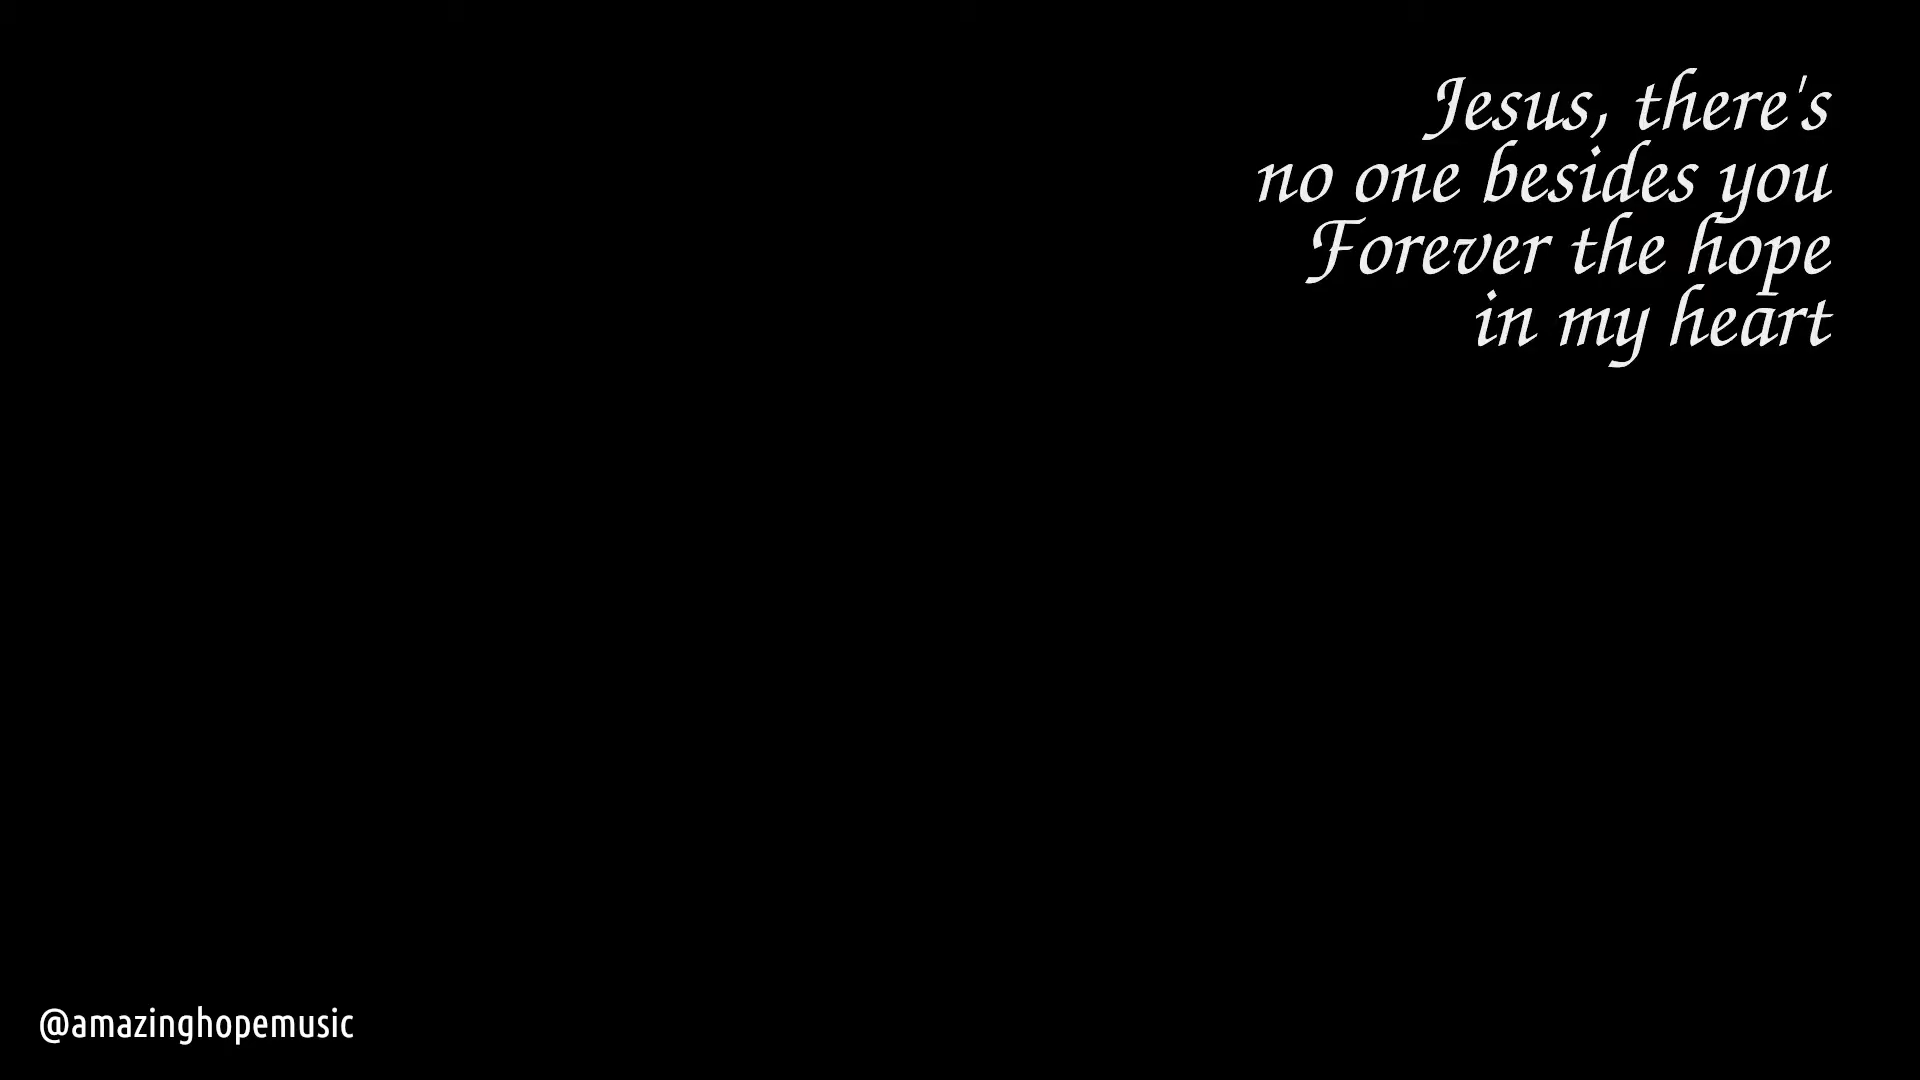 Jesus, there's
no one besides you
Forever the hope
in my heart
@amazinghopemusic